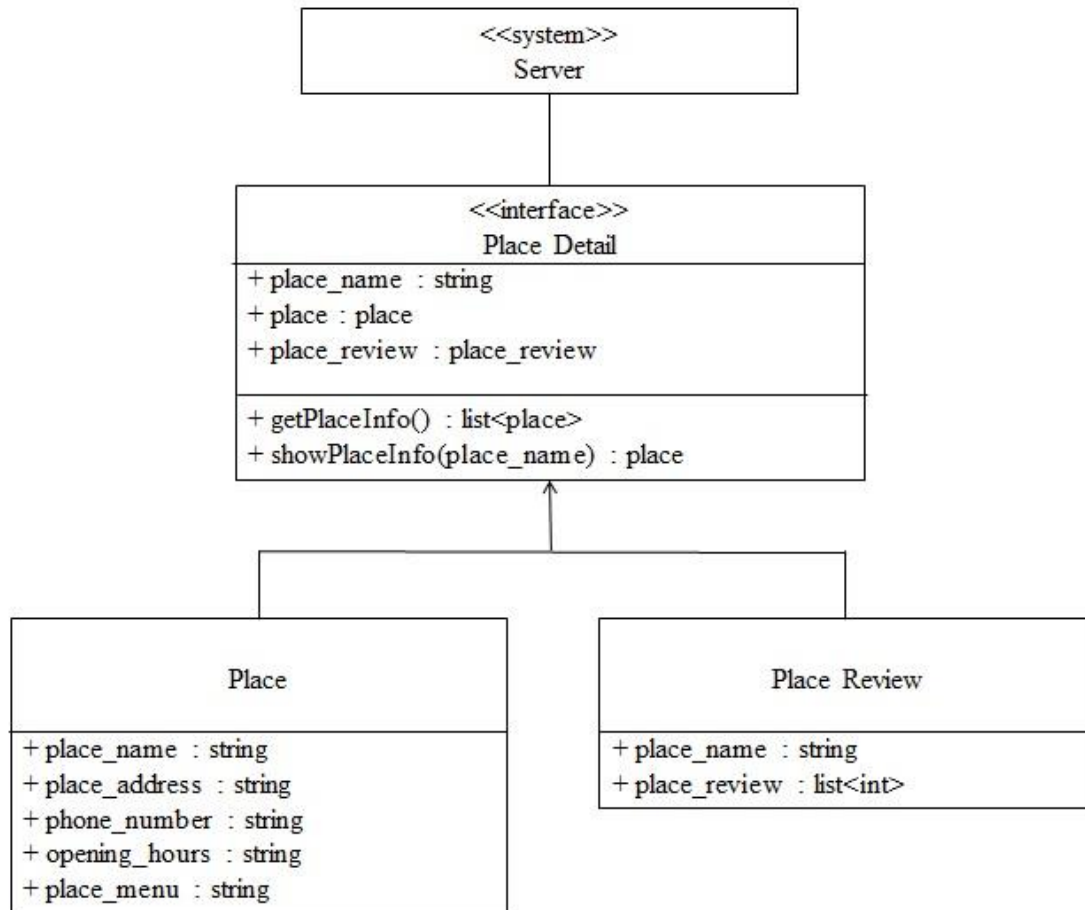 <<system>>
Server
<<interface>>
Place Detail
+ place_name : string
+ place : place
+ place_review : place_review
+ getPlaceInfo() : list<place>
+ showPlaceInfo(place_name) : place
Place
+ place_name : string
+ place_address : string
+ phone_number : string
+ opening_hours : string
+ place_menu : string
Place Review
+ place_name : string
+ place_review : list<int>